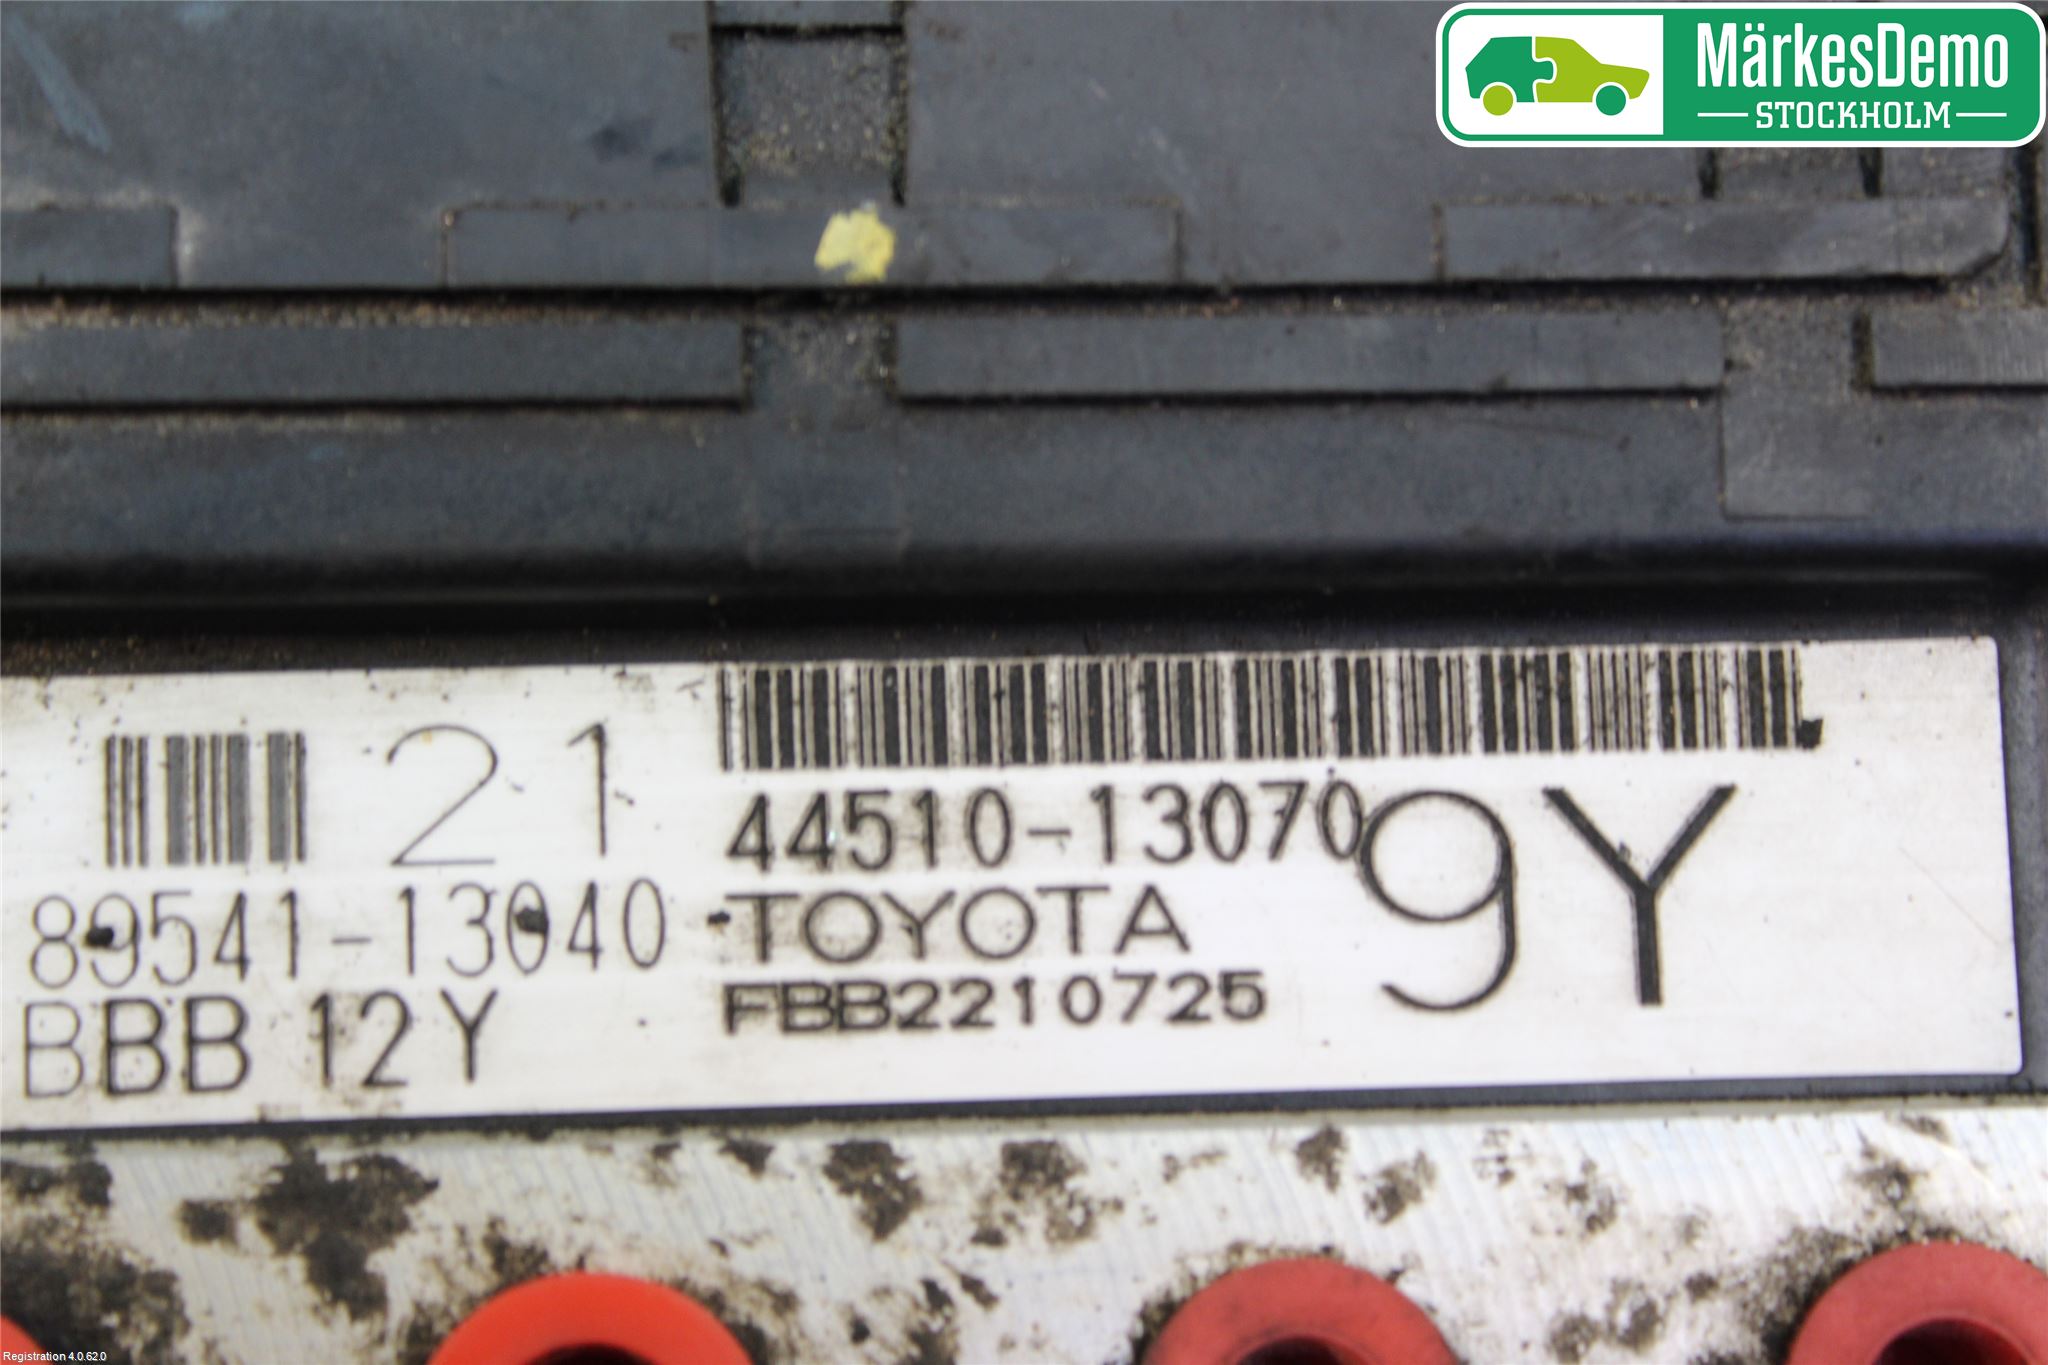 MärkesDemo
STOCKHOLM
21
89541-13040
BBB 12Y
44510-13070
TOYOTA
FBB2210725
9Y
Registration 4.0.62.0